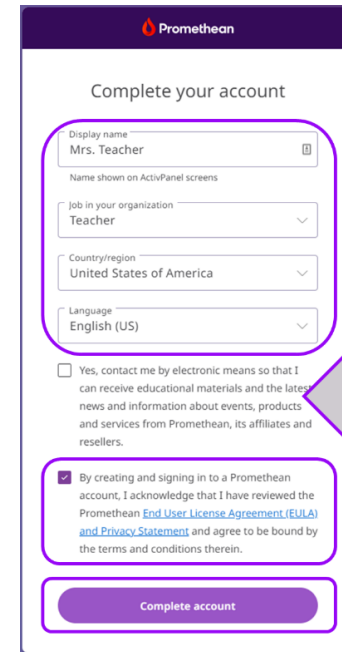 Promethean
Complete your account
Display name
Mrs. Teacher
Name shown on ActivPanel screens
Job in your organization
Teacher
Country/region
United States of America
Language
English (US)
Yes, contact me by electronic means so that I
can receive educational materials and the latest
news and information about events, products
and services from Promethean, its affiliates and
resellers.
By creating and signing in to a Promethean
account, I acknowledge that I have reviewed the
Promethean End User License Agreement (EULA)
and Privacy Statement and agree to be bound by
the terms and conditions therein.
Complete account